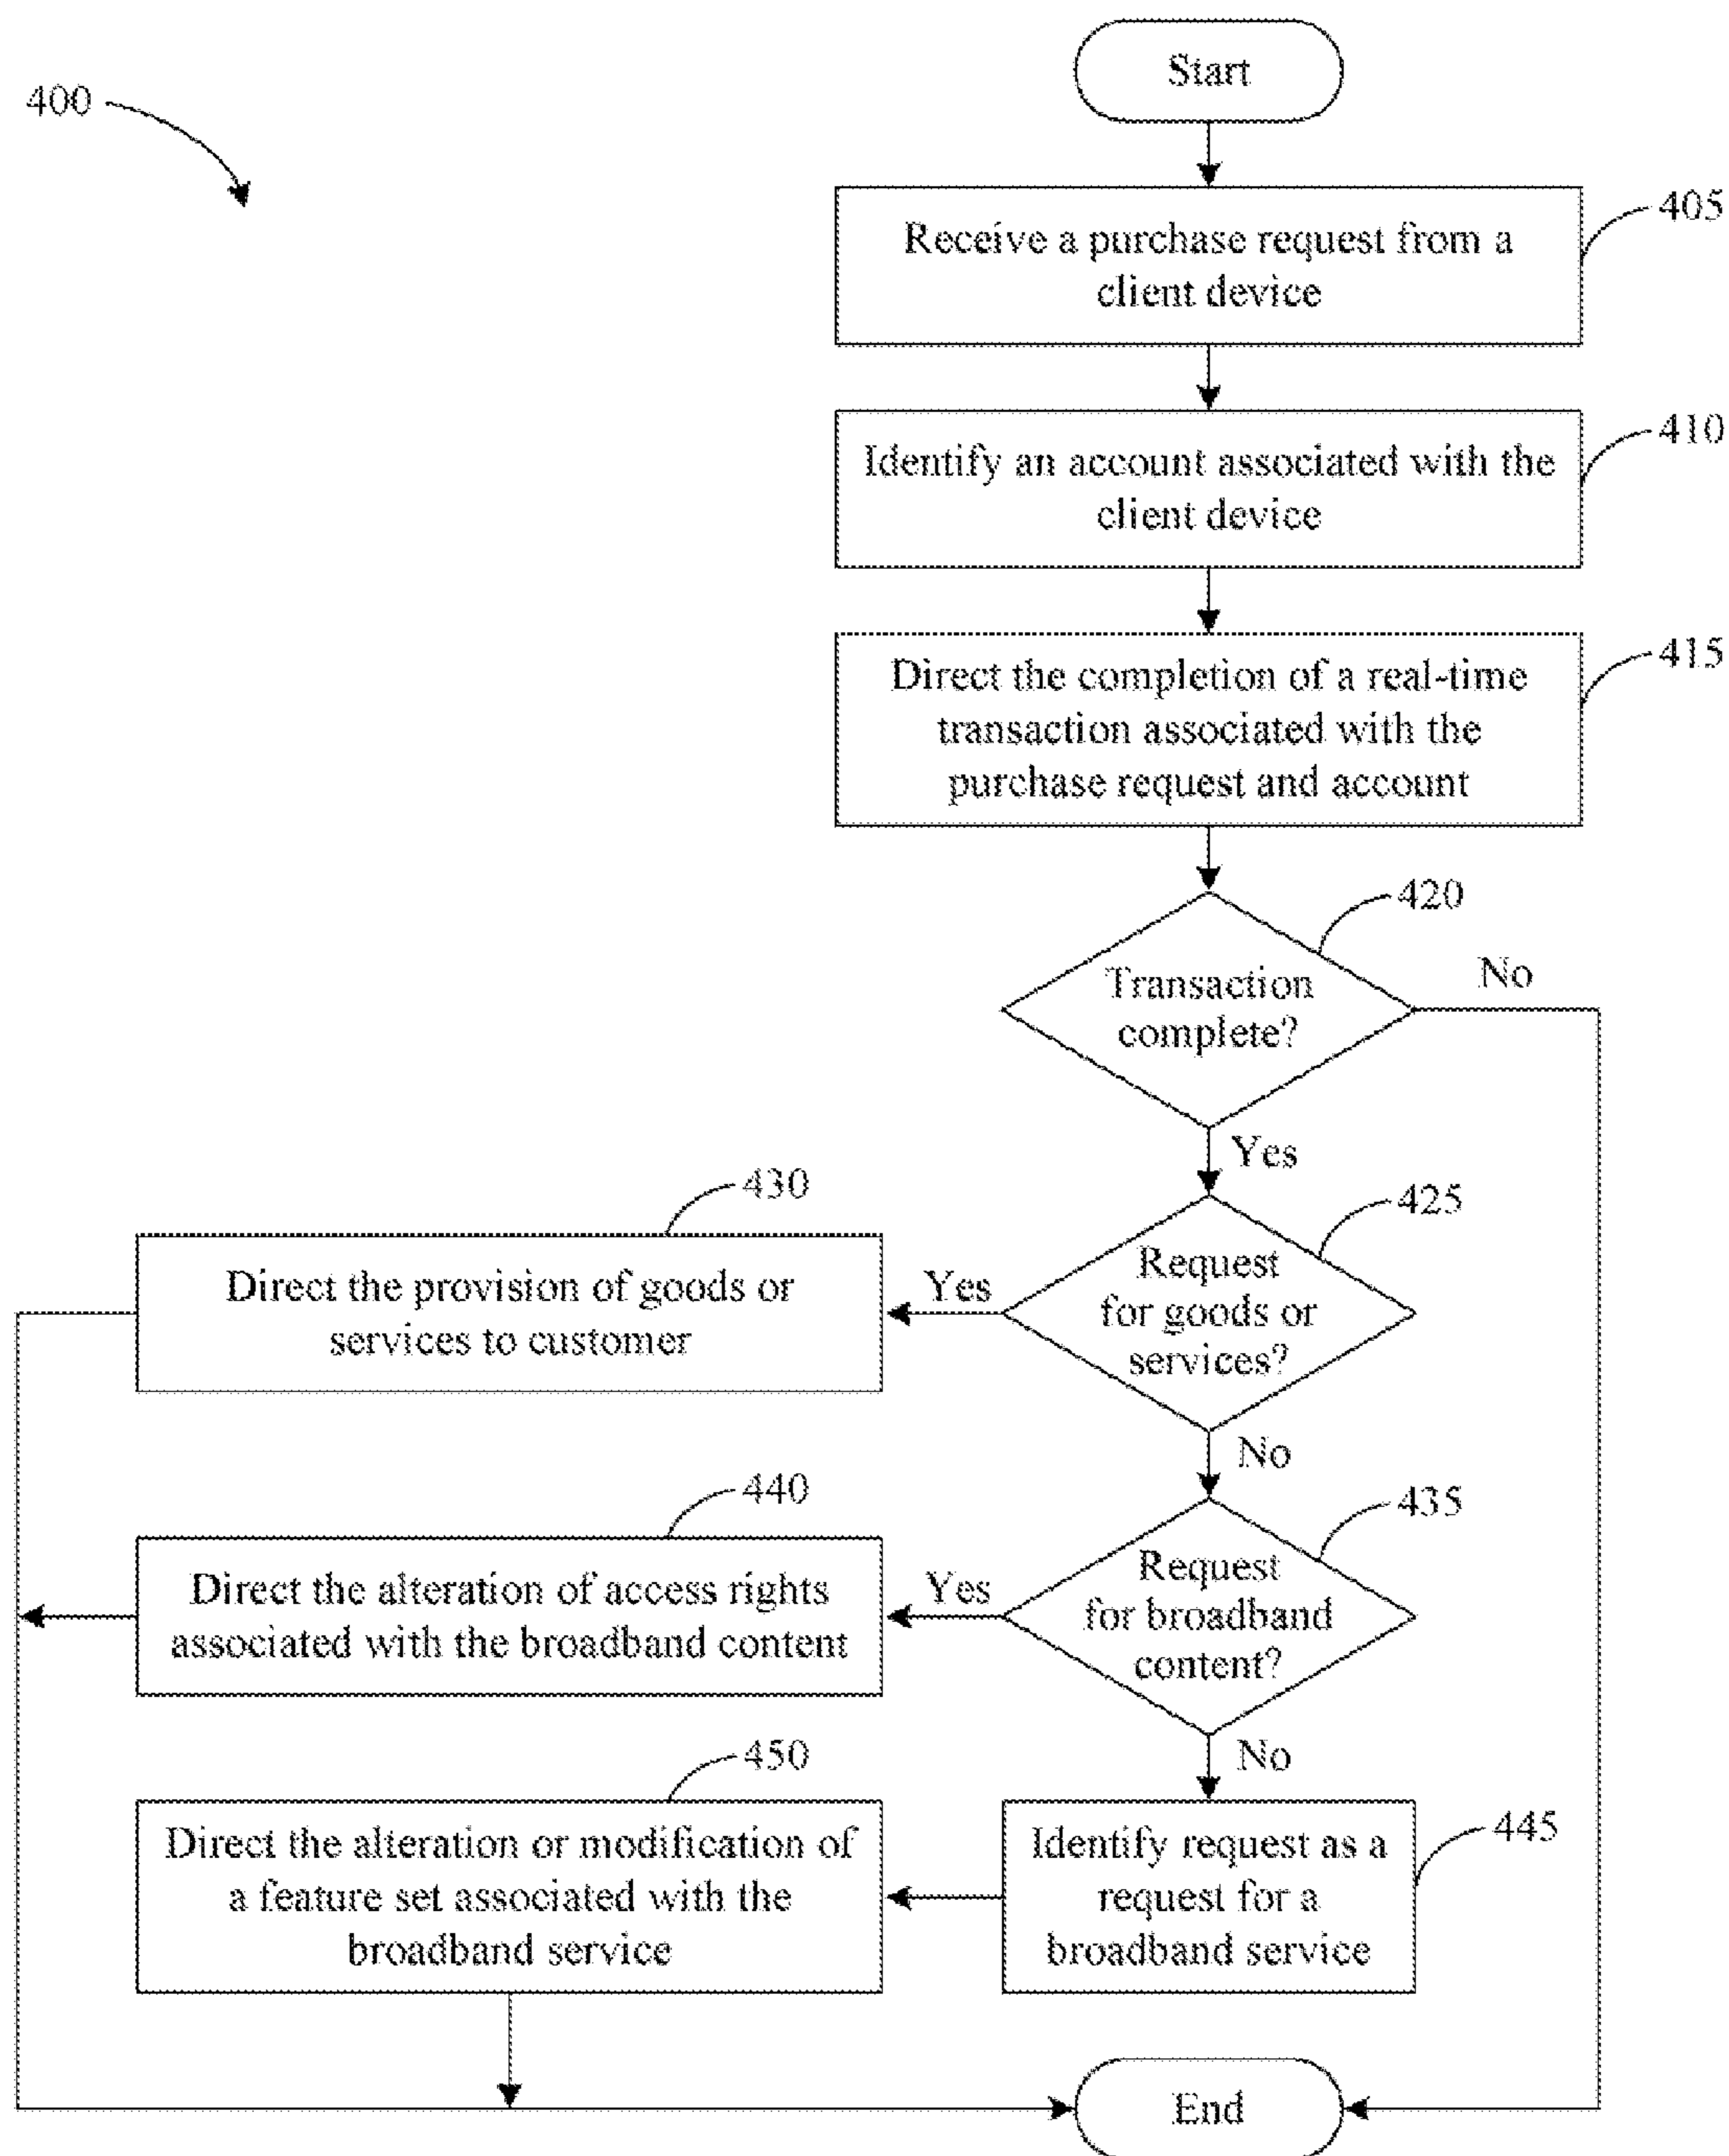 Start
400
405
Receive a purchase request from a
client device
410
Identify an account associated with the
client device
415
Direct the completion of a real-time
transaction associated with the
purchase request and account
420
Transaction
complete?
No
Yes
430
425
Direct the provision of goods or
services to customer
Yes
Request
for goods or
services?
No
440
435
Direct the alteration of access rights
associated with the broadband content
Yes
Request
for broadband
content?
No
450
Direct the alteration or modification of
a feature set associated with the
broadband service
445
Identify request as a
request for a
broadband service
End